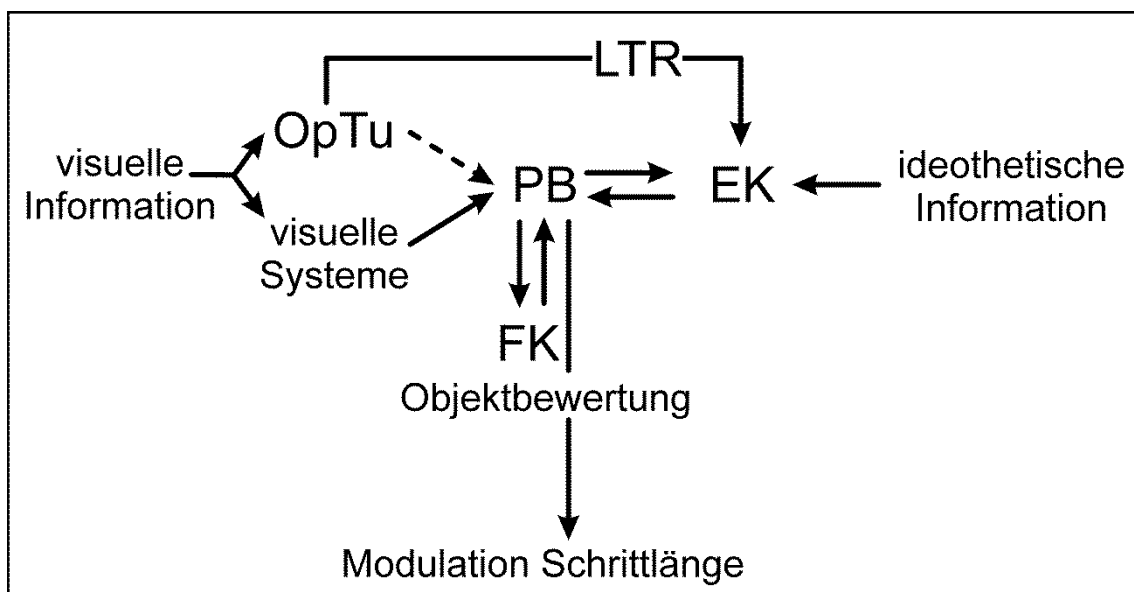 LTR
OpTu
visuelle
Information
PB
EK
ideothetische
Information
visuelle
Systeme
FK
Objektbewertung
Modulation Schrittlänge